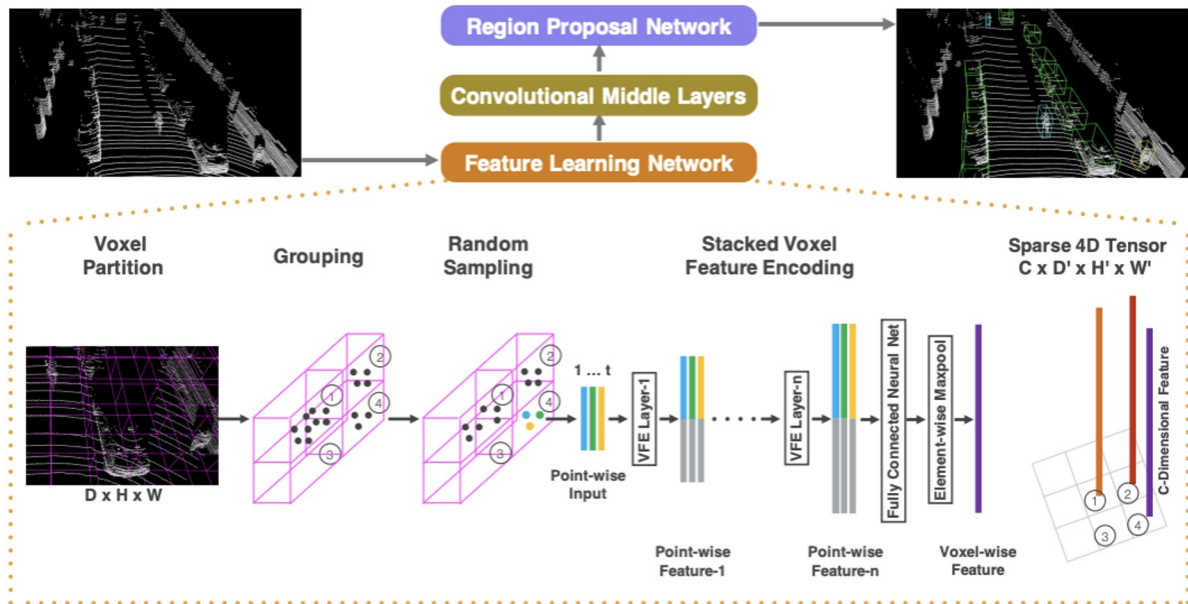 Region Proposal Network
Convolutional Middle Layers
Feature Learning Network
Voxel
Partition
Grouping
Random
Sampling
Stacked Voxel
Feature Encoding
Sparse 4D Tensor
C x D' x H' x W'
D x H x W
1
2
3
4
1
2
3
4
1 ... t
Point-wise
Input
VFE Layer-1
Point-wise
Feature-1
VFE Layer-n
Point-wise
Feature-n
Fully Connected Neural Net
Element-wise Maxpool
Voxel-wise
Feature
C-Dimensional Feature
1
2
3
4